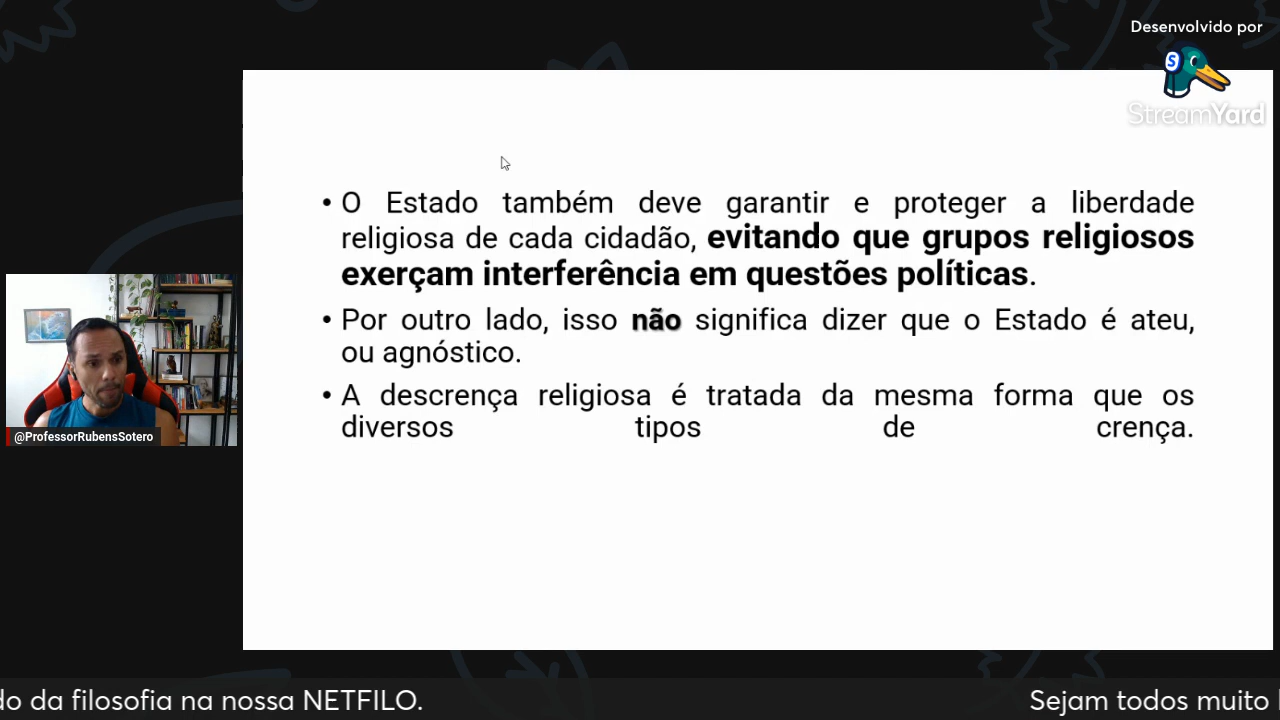 Desenvolvido por
S
StreamYard
• O Estado também deve garantir e proteger a liberdade
religiosa de cada cidadão, evitando que grupos religiosos
exerçam interferência em questões políticas.
• Por outro lado, isso não significa dizer que o Estado é ateu,
ou agnóstico.
• A descrença religiosa é tratada da mesma forma que os
diversos tipos de crença.
@ProfessorRubensSotero
do da filosofia na nossa NETFILO. Sejam todos muito